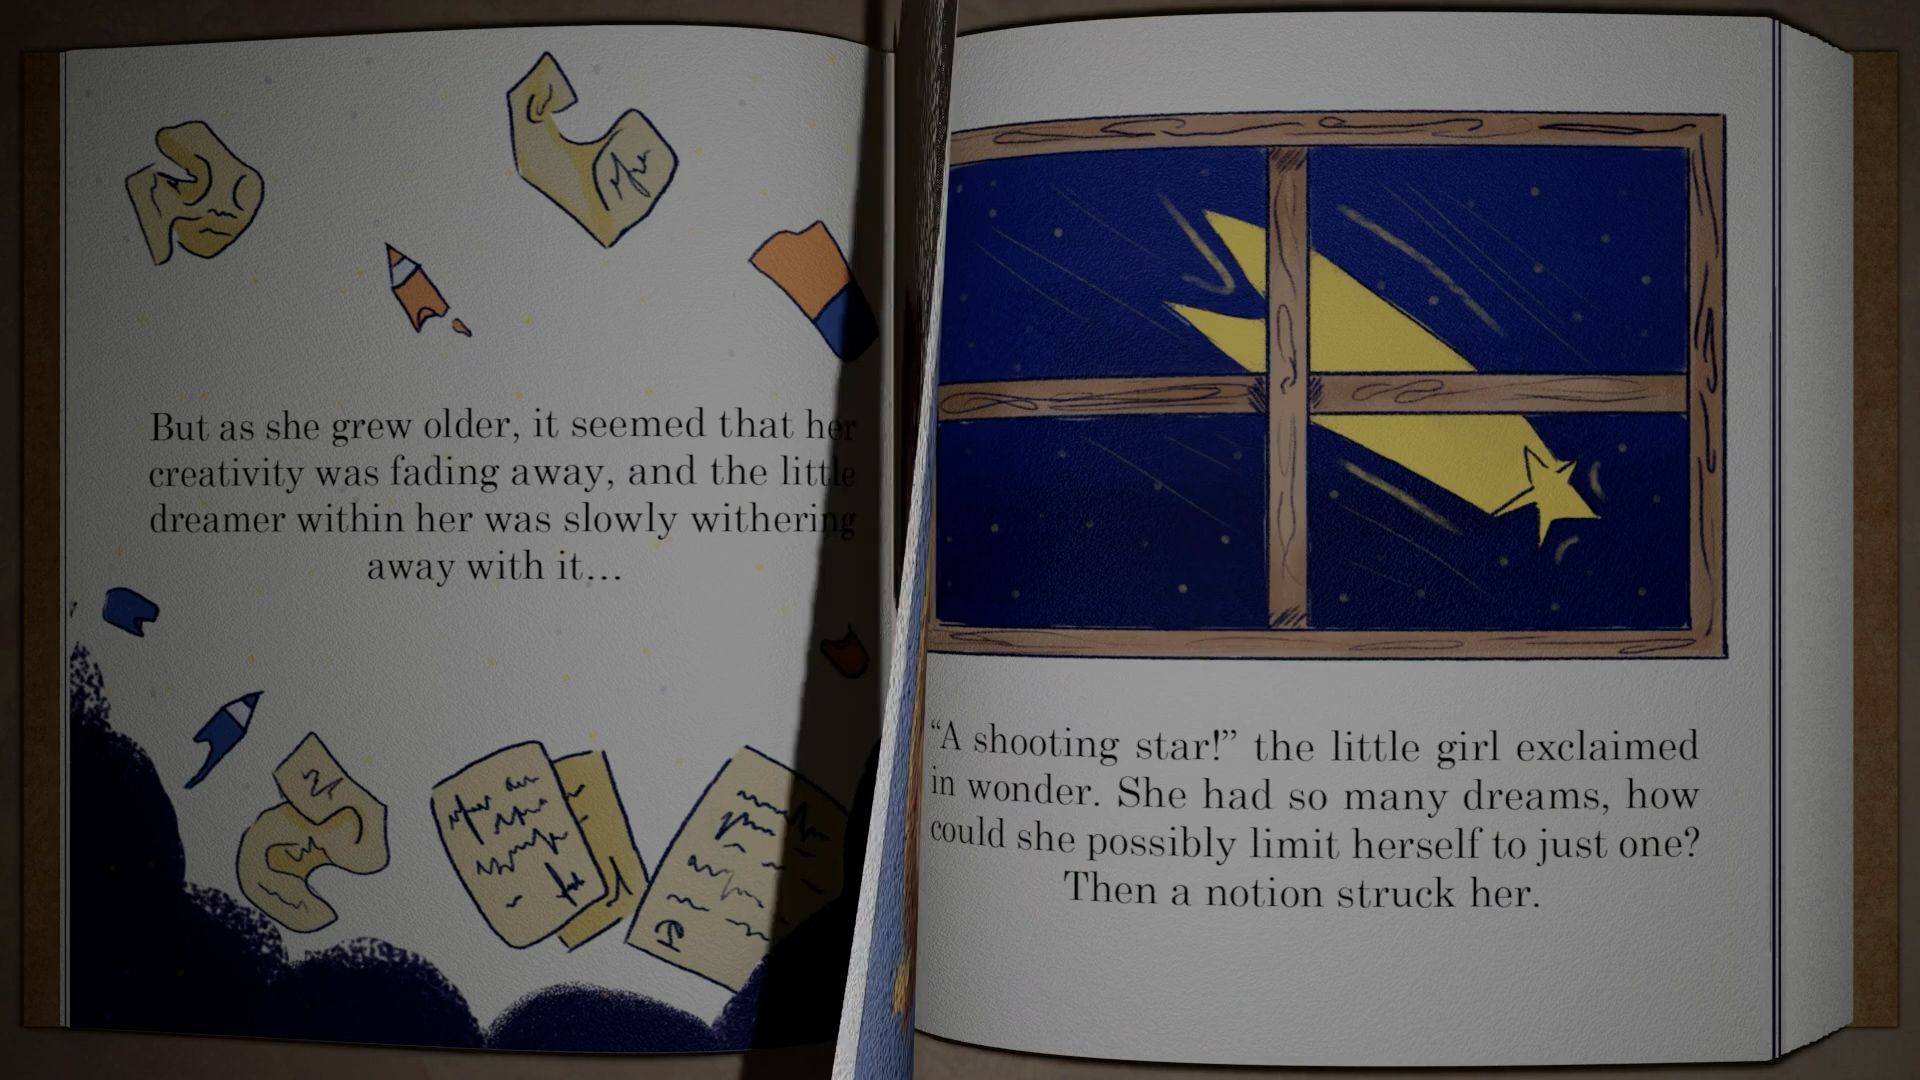 But as she grew older, it seemed that her
creativity was fading away, and the little
dreamer within her was slowly withering
away with it...
“A shooting star!” the little girl exclaimed
in wonder. She had so many dreams, how
could she possibly limit herself to just one?
Then a notion struck her.